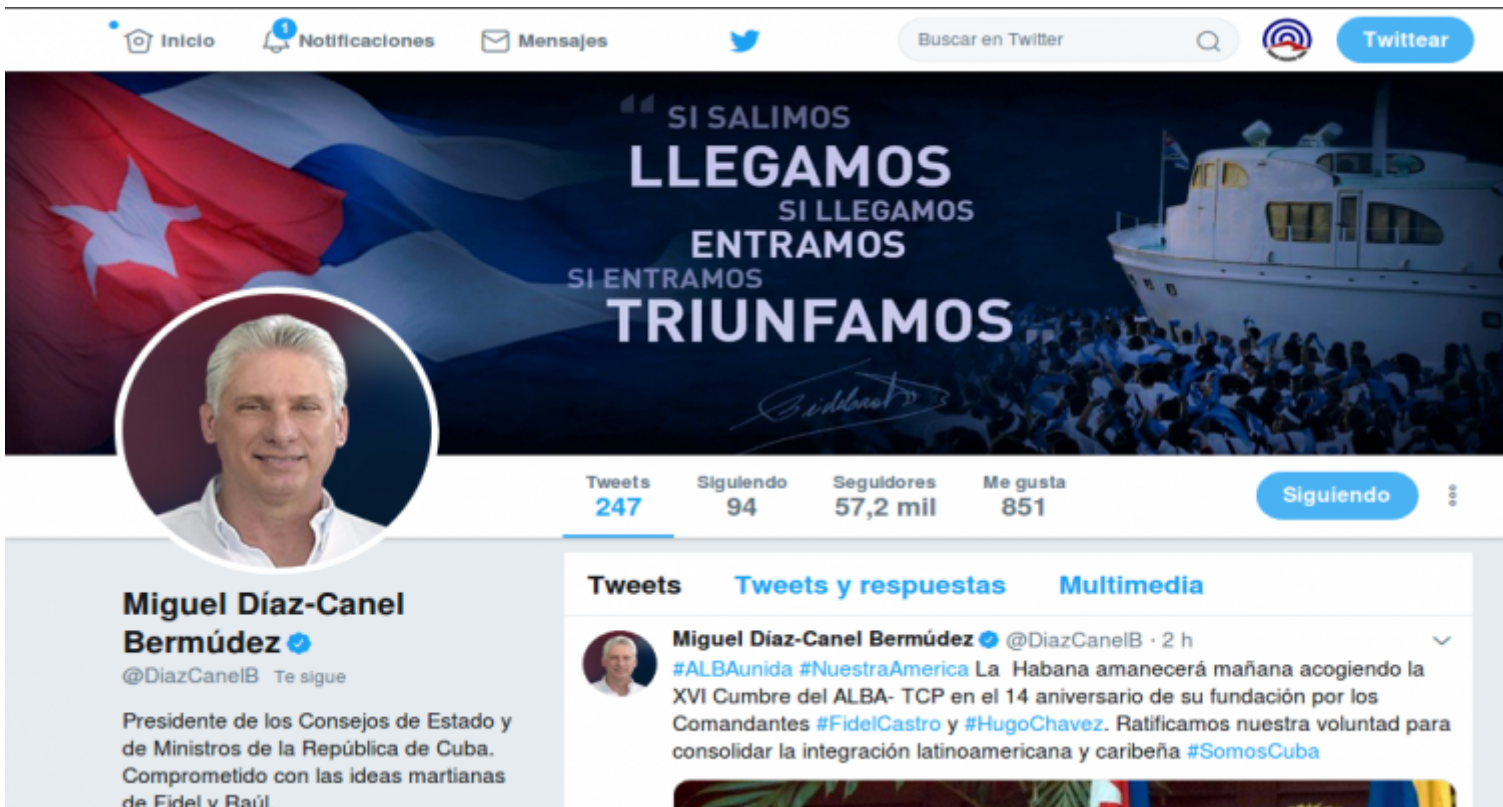 Inicio
1
Notificaciones
Mensajes
Buscar en Twitter
Twittear
SI SALIMOS
LLEGAMOS
SI LLEGAMOS
ENTRAMOS
SI ENTRAMOS
TRIUNFAMOS
Tweets Siguiendo Seguidores Me gusta
247 94 57,2 mil 851
Siguiendo
Miguel Díaz-Canel
Bermúdez
@DiazCanelB Te sigue
Presidente de los Consejos de Estado y
de Ministros de la República de Cuba.
Comprometido con las ideas martianas
de Fidel y Raúl
Tweets Tweets y respuestas Multimedia
Miguel Díaz-Canel Bermúdez @DiazCanelB · 2 h
#ALBAunida #NuestraAmerica La Habana amanecerá mañana acogiendo la
XVI Cumbre del ALBA- TCP en el 14 aniversario de su fundación por los
Comandantes #FidelCastro y #HugoChavez. Ratificamos nuestra voluntad para
consolidar la integración latinoamericana y caribeña #SomosCuba